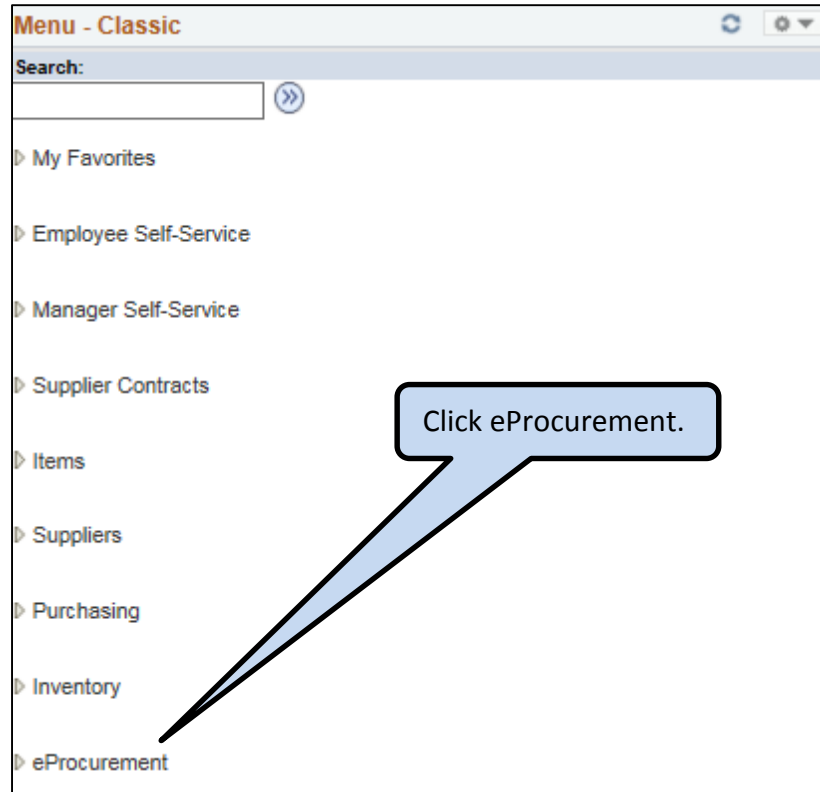 Menu - Classic
Search:
My Favorites
Employee Self-Service
Manager Self-Service
Supplier Contracts
Click eProcurement.
Items
Suppliers
Purchasing
Inventory
eProcurement